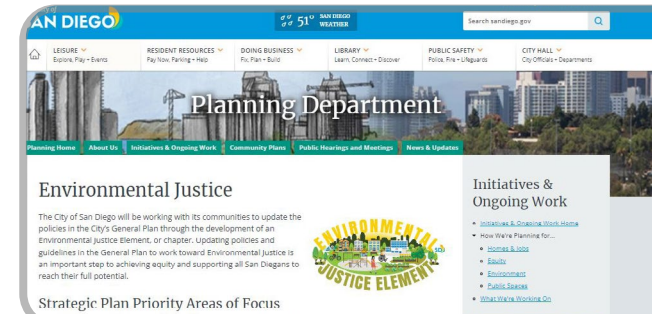 AN DIEGO
51° SAN DIEGO WEATHER
Search sandiego.gov
LEISURE
Explore, Play + Events
RESIDENT RESOURCES
Pay Now, Parking + Help
DOING BUSINESS
Fix, Plan + Build
LIBRARY
Learn, Connect + Discover
PUBLIC SAFETY
Police, Fire + Lifeguards
CITY HALL
City Officials + Departments
Planning Department
Planning Home
About Us
Initiatives & Ongoing Work
Community Plans
Public Hearings and Meetings
News & Updates
Environmental Justice
The City of San Diego will be working with its communities to update the
policies in the City's General Plan through the development of an
Environmental Justice Element, or chapter. Updating policies and
guidelines in the General Plan to work toward Environmental Justice is
an important step to achieving equity and supporting all San Diegans to
reach their full potential.
ENVIRONMENTAL
JUSTICE ELEMENT
Strategic Plan Priority Areas of Focus
Initiatives &
Ongoing Work
Initiatives & Ongoing Work Home
How We're Planning for...
Homes & Jobs
Equity
Environment
Public Spaces
What We're Working On